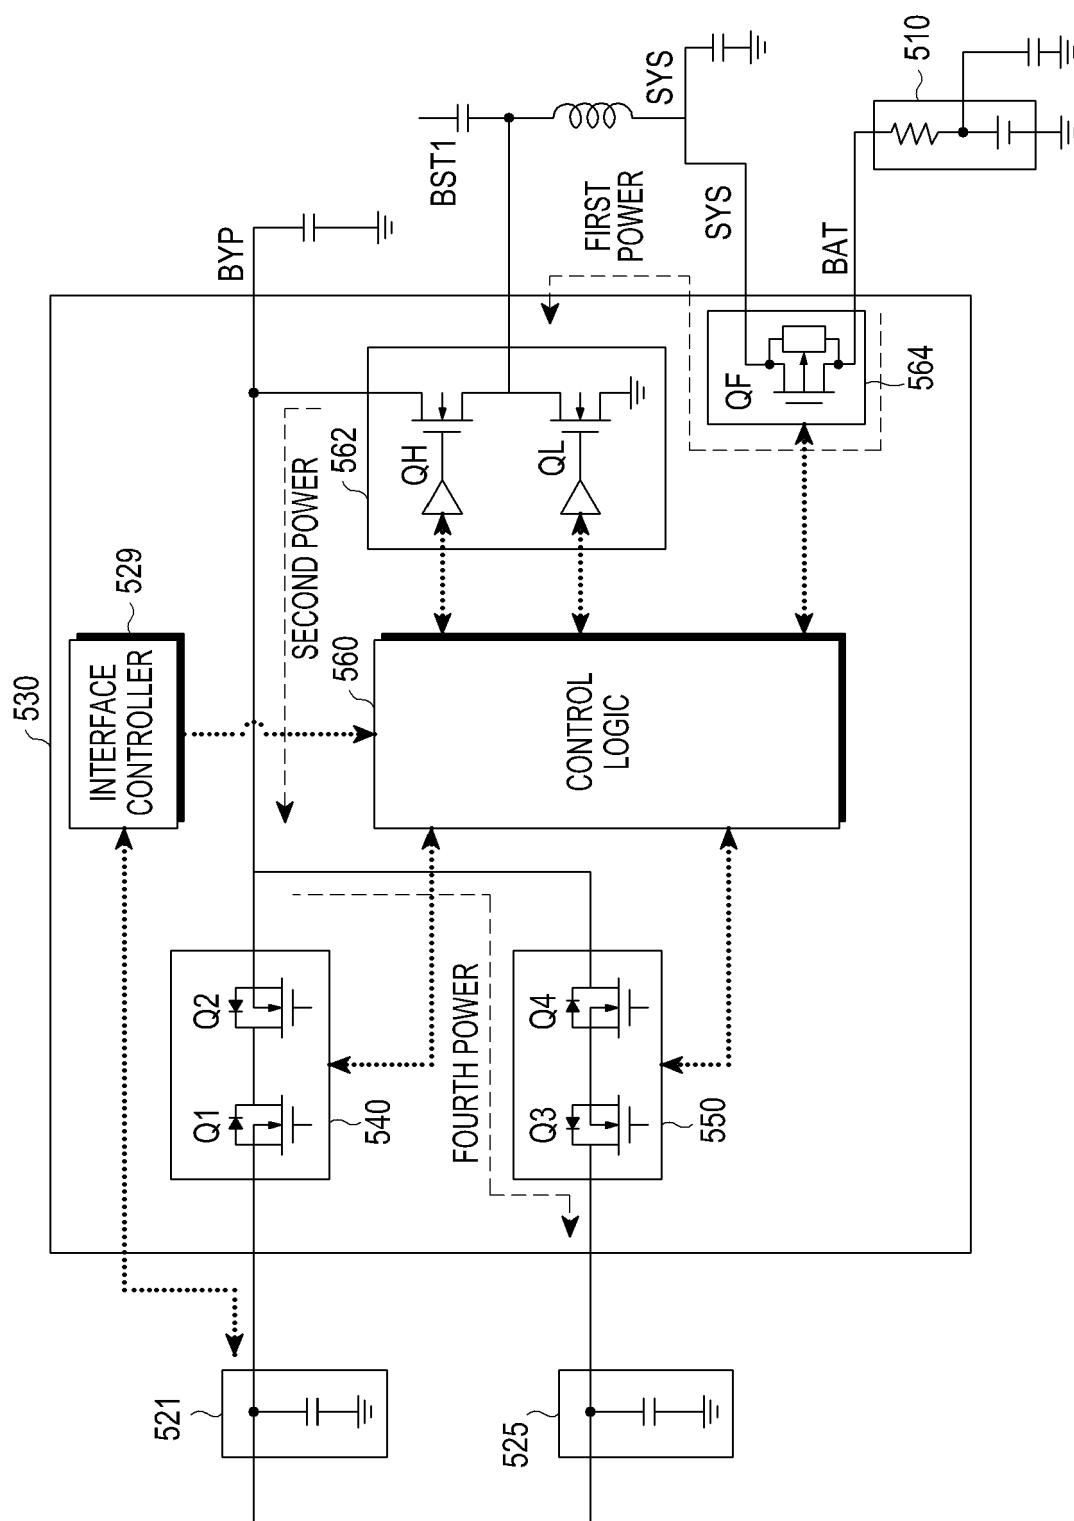 530
INTERFACE
CONTROLLER
529
BYP
BST1
SYS
510
FIRST
POWER
SYS
BAT
SECOND POWER
562
QH
QL
QF
564
560
CONTROL
LOGIC
Q1
Q2
540
FOURTH POWER
Q3
Q4
550
521
525